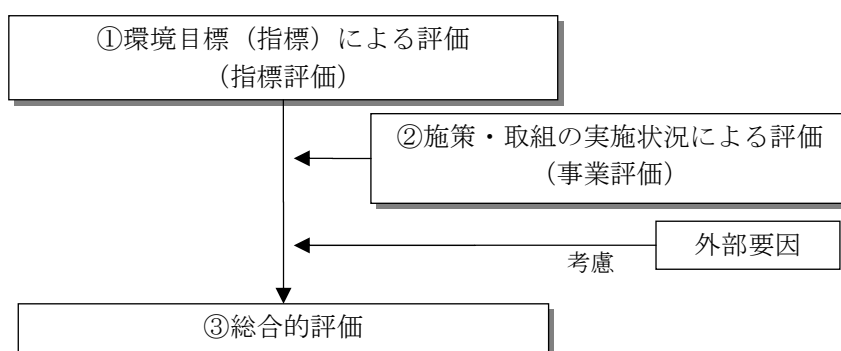 ①環境目標（指標）による評価
（指標評価）
②施策・取組の実施状況による評価
（事業評価）
外部要因
考慮
③総合的評価